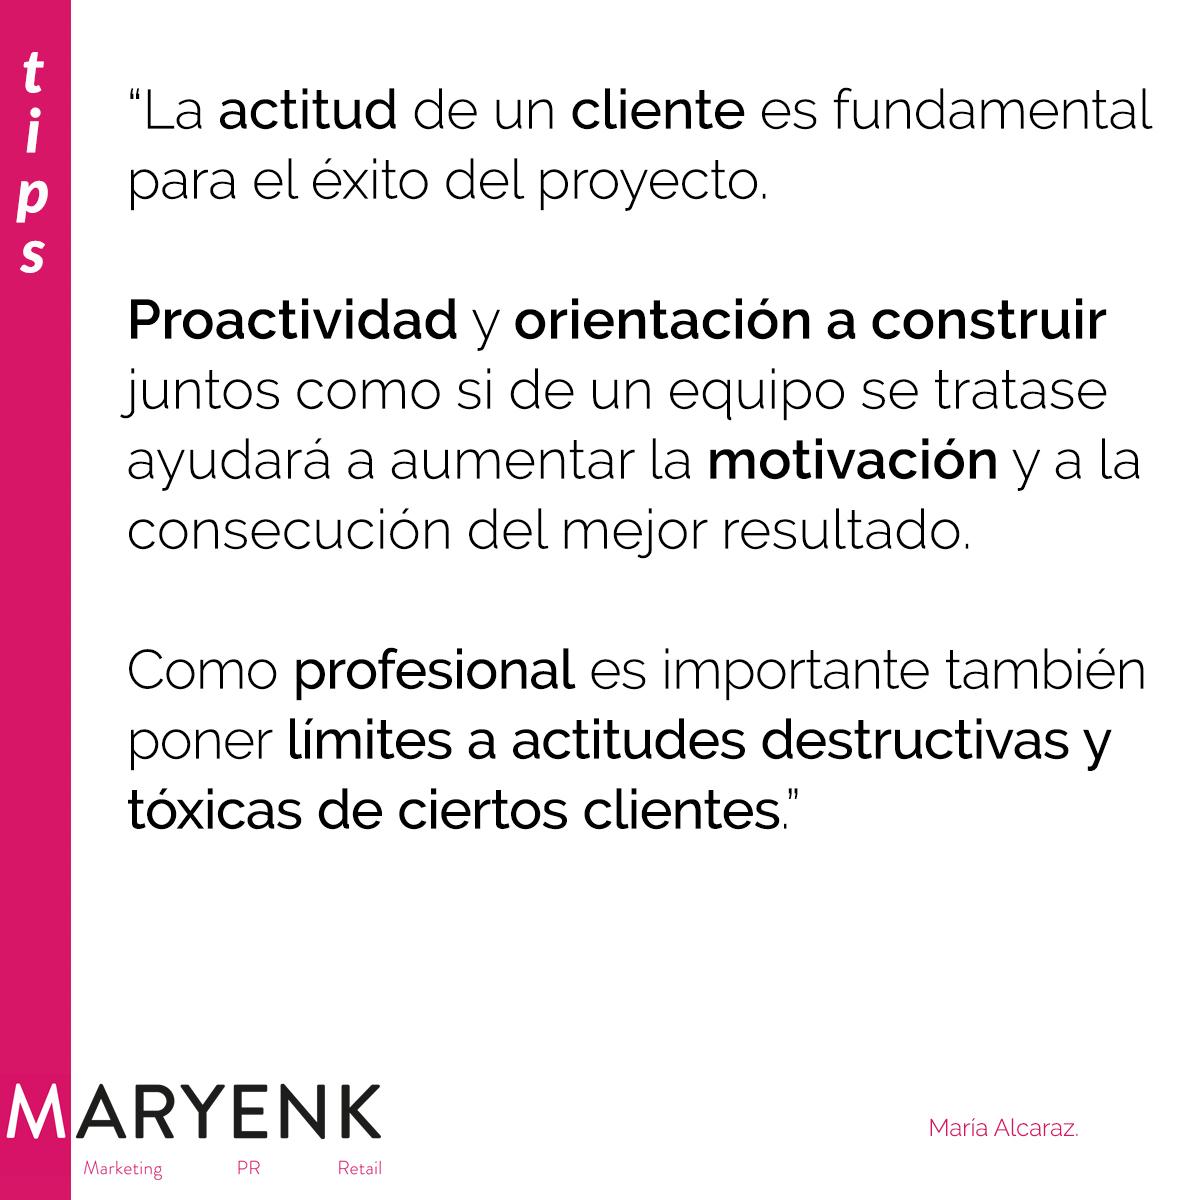 tips
“La actitud de un cliente es fundamental
para el éxito del proyecto.
Proactividad y orientación a construir
juntos como si de un equipo se tratase
ayudará a aumentar la motivación y a la
consecución del mejor resultado.
Como profesional es importante también
poner límites a actitudes destructivas y
tóxicas de ciertos clientes.”
MARYENK
Marketing PR Retail
María Alcaraz.